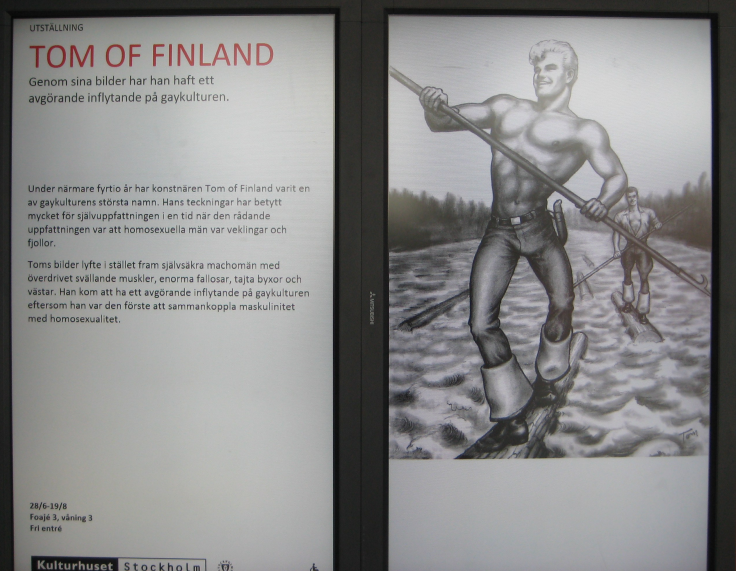 UTSTÄLLNING
TOM OF FINLAND
Genom sina bilder har han haft ett
avgörande inflytande på gaykulturen.
Under närmare fyrtio år har konstnären Tom of Finland varit en
av gaykulturens största namn. Hans teckningar har betytt
mycket för självuppfattningen i en tid när den rådande
uppfattningen var att homosexuella män var veklingar och
fjollor.
Toms bilder lyfte i stället fram självsäkra machomän med
överdrivet svällande muskler, enorma fallosar, tajta byxor och
västar. Han kom att ha ett avgörande inflytande på gaykulturen
eftersom han var den förste att sammankoppla maskulinitet
med homosexualitet.
28/6-19/8
Foajé 3, våning 3
Fri entré
Kulturhuset Stockholm
MITSUBISHI
Tom